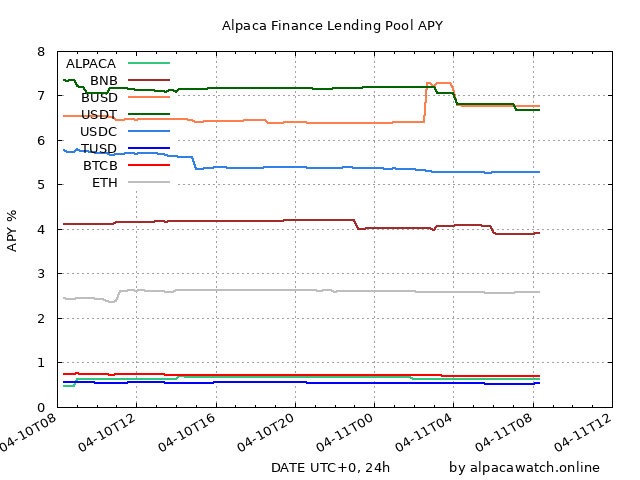 Alpaca Finance Lending Pool APY
8
7
6
5
4
3
2
1
0
APY %
ALPACA
BNB
BUSD
USDT
USDC
TUSD
BTCB
ETH
04-10T08
04-10T12
04-10T16
04-10T20
04-11T00
04-11T04
04-11T08
04-11T12
DATE UTC+0, 24h
by alpacawatch.online